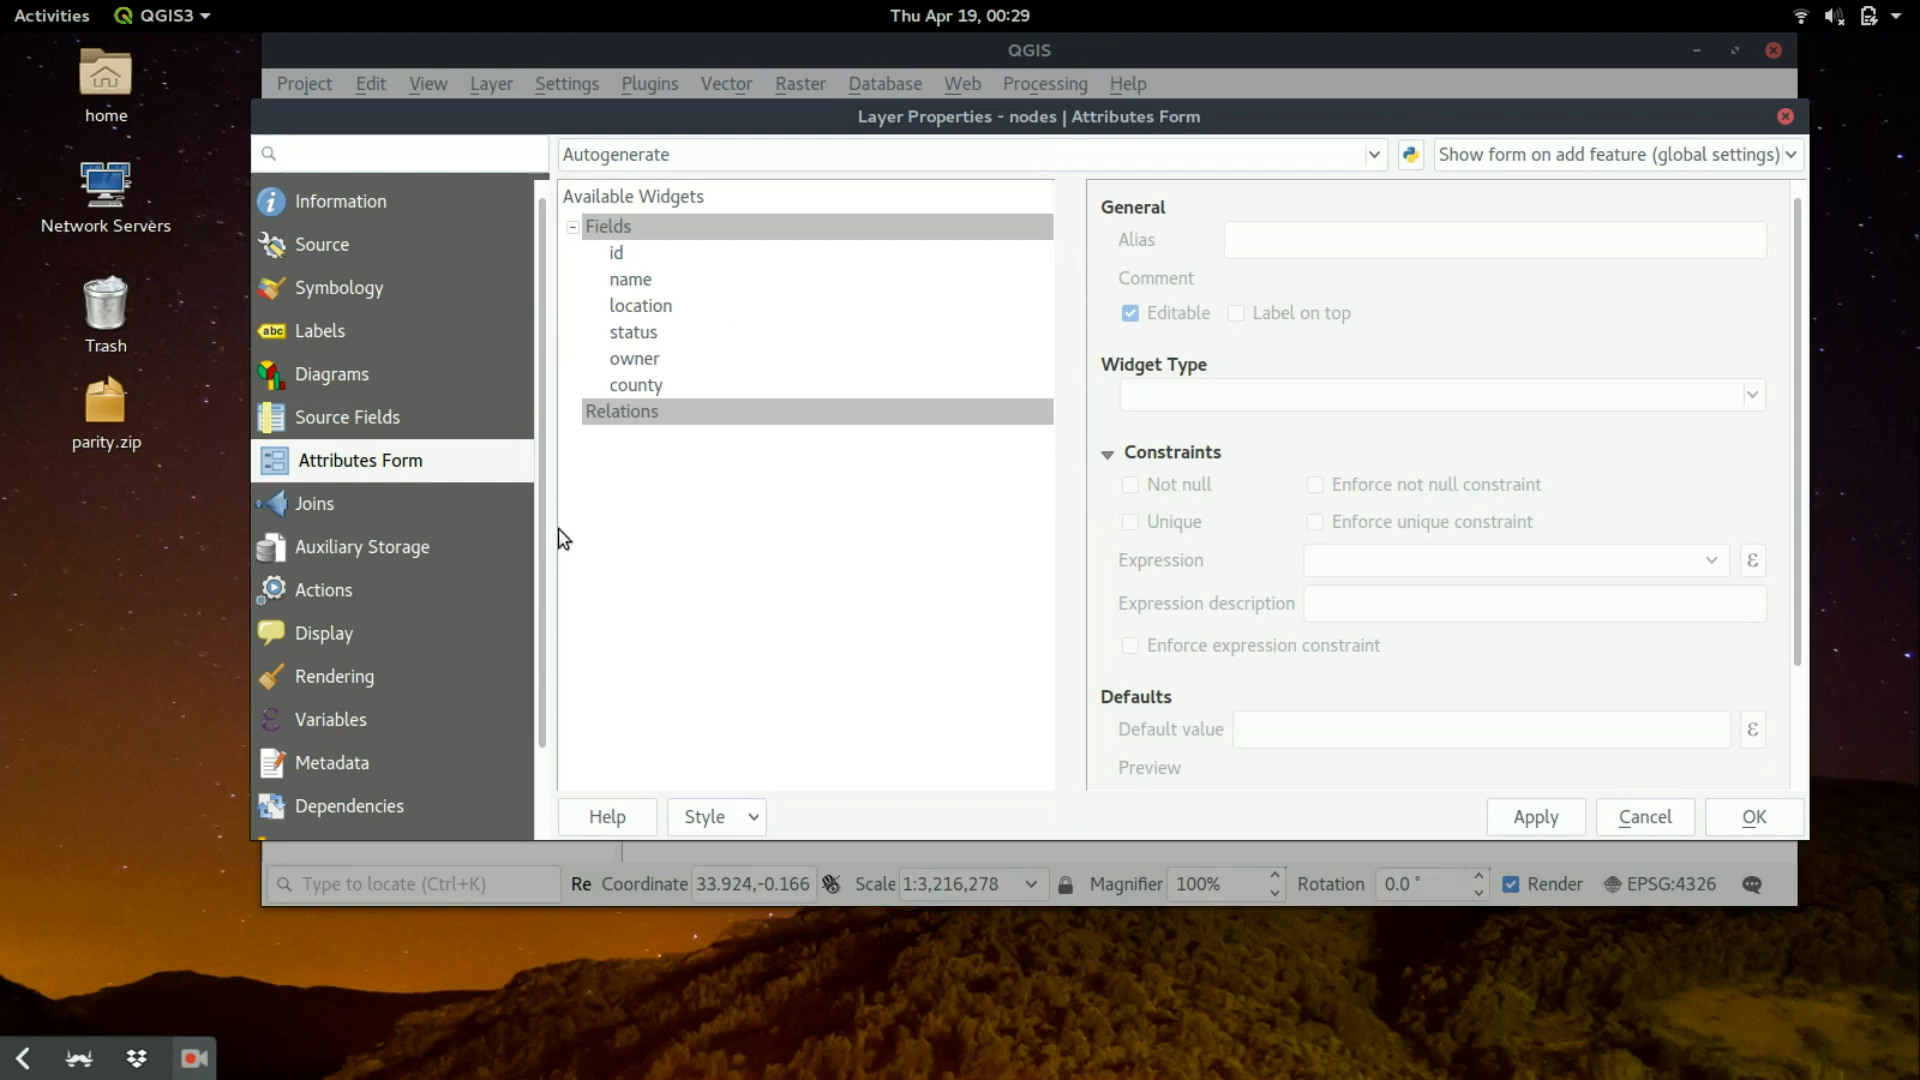 Activities QGIS3 Thu Apr 19, 00:29
home
Network Servers
Trash
parity.zip
QGIS
Project Edit View Layer Settings Plugins Vector Raster Database Web Processing Help
Layer Properties - nodes | Attributes Form
Autogenerate Show form on add feature (global settings)
Information
Source
Symbology
abc Labels
Diagrams
Source Fields
Attributes Form
Joins
Auxiliary Storage
Actions
Display
Rendering
Variables
Metadata
Dependencies
Available Widgets
Fields
id
name
location
status
owner
county
Relations
General
Alias
Comment
Editable Label on top
Widget Type
Constraints
Not null Enforce not null constraint
Unique Enforce unique constraint
Expression ε
Expression description
Enforce expression constraint
Defaults
Default value ε
Preview
Help Style Apply Cancel OK
Type to locate (Ctrl+K) Re Coordinate 33.924,-0.166 Scale 1:3,216,278 Magnifier 100% Rotation 0.0 ° Render EPSG:4326